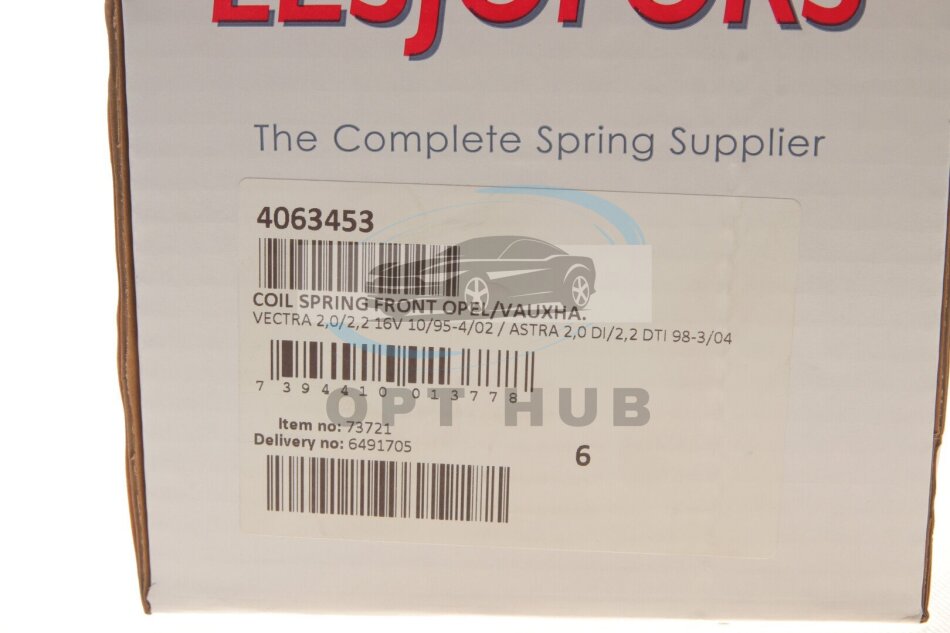 LESJÖFORS
The Complete Spring Supplier
4063453
COIL SPRING FRONT OPEL/VAUXHA.
VECTRA 2,0/2,2 16V 10/95-4/02 / ASTRA 2,0 DI/2,2 DTI 98-3/04
7 394410 013778
OPT HUB
Item no: 73721
Delivery no: 6491705
6